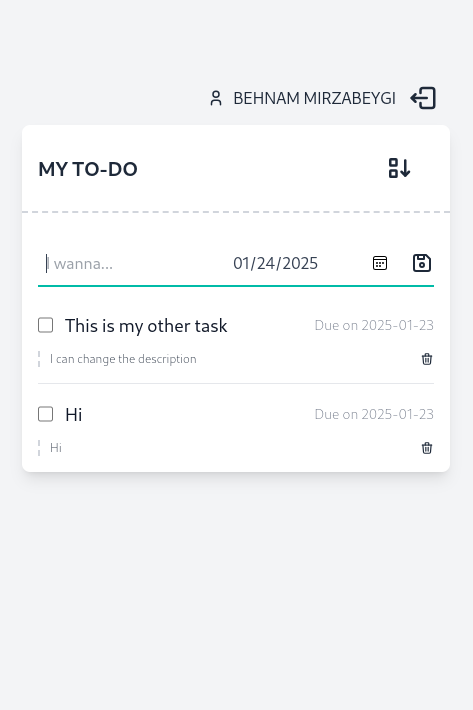 BEHNAM MIRZABEYGI
MY TO-DO
I wanna... 01/24/2025
This is my other task Due on 2025-01-23
I can change the description
Hi Due on 2025-01-23
Hi